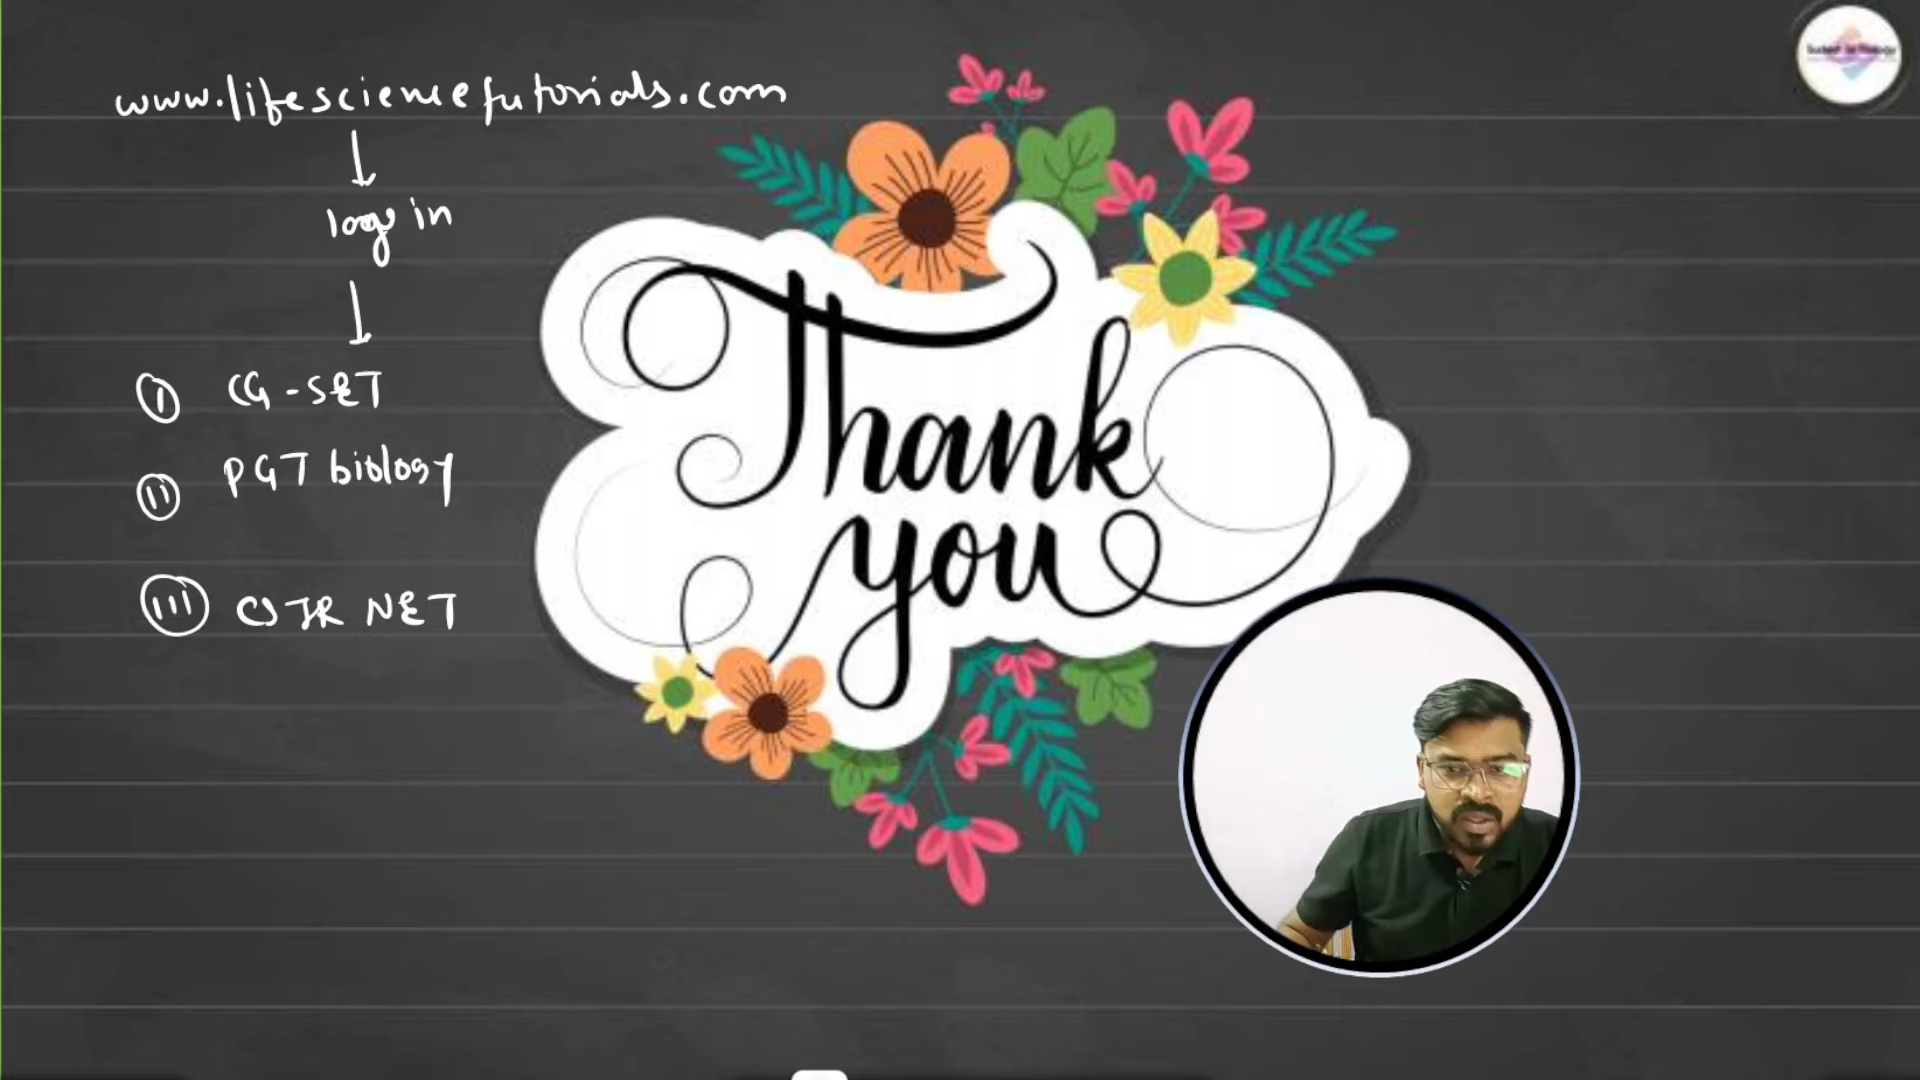 www.lifesciencetutorials.com
log in
I CG-SET
II PGT biology
III CSIR NET
Thank
you